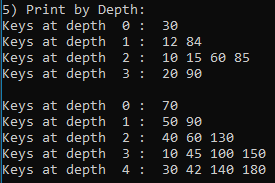 5) Print by Depth:
Keys at depth  0 :  30
Keys at depth  1 :  12 84
Keys at depth  2 :  10 15 60 85
Keys at depth  3 :  20 90

Keys at depth  0 :  70
Keys at depth  1 :  50 90
Keys at depth  2 :  40 60 130
Keys at depth  3 :  10 45 100 150
Keys at depth  4 :  30 42 140 180